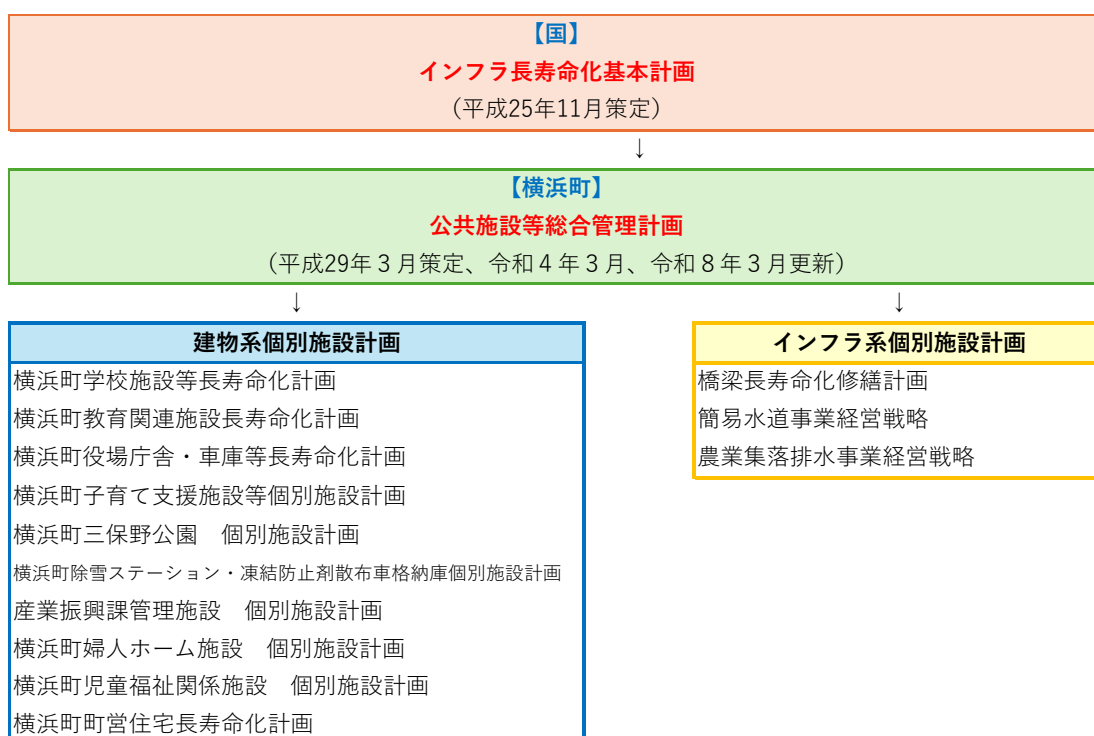 【国】
インフラ長寿命化基本計画
（平成25年11月策定）
↓
【横浜町】
公共施設等総合管理計画
（平成29年３月策定、令和４年３月、令和８年３月更新）
↓ ↓
建物系個別施設計画
横浜町学校施設等長寿命化計画
横浜町教育関連施設長寿命化計画
横浜町役場庁舎・車庫等長寿命化計画
横浜町子育て支援施設等個別施設計画
横浜町三保野公園　個別施設計画
横浜町除雪ステーション・凍結防止剤散布車格納庫個別施設計画
産業振興課管理施設　個別施設計画
横浜町婦人ホーム施設　個別施設計画
横浜町児童福祉関係施設　個別施設計画
横浜町町営住宅長寿命化計画
インフラ系個別施設計画
橋梁長寿命化修繕計画
簡易水道事業経営戦略
農業集落排水事業経営戦略